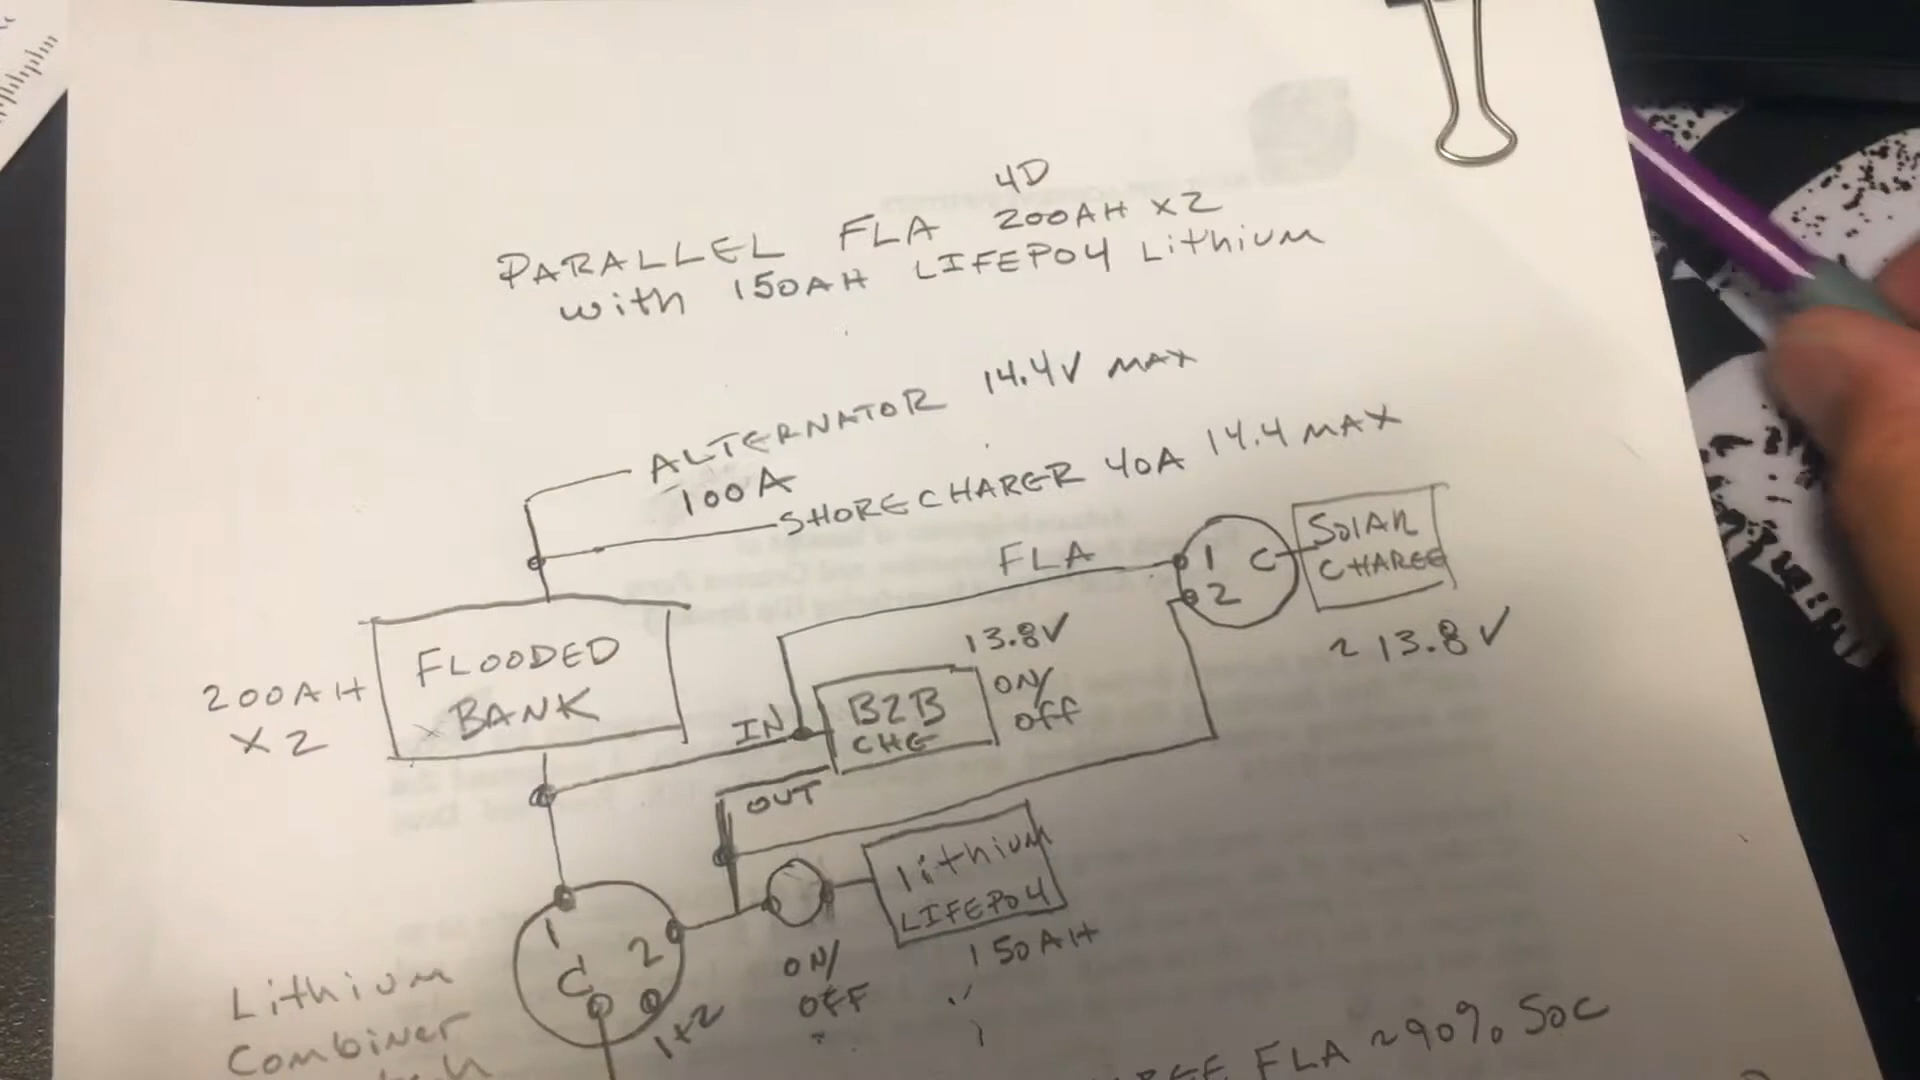 4D
PARALLEL FLA 200AH X2
with 150AH LIFEPO4 Lithium
ALTERNATOR 14.4V MAX
100A
SHORECHARGER 40A 14.4 MAX
FLA
1 C
2
SOLAR
CHARGE
~ 13.8V
200AH
X2
FLOODED
BANK
IN
B2B
CHG
13.8V
ON/
OFF
OUT
Lithium
LIFEPO4
150AH
ON/
OFF
1
2
C
1+2
Lithium
Combiner
FLA ~90% SOC